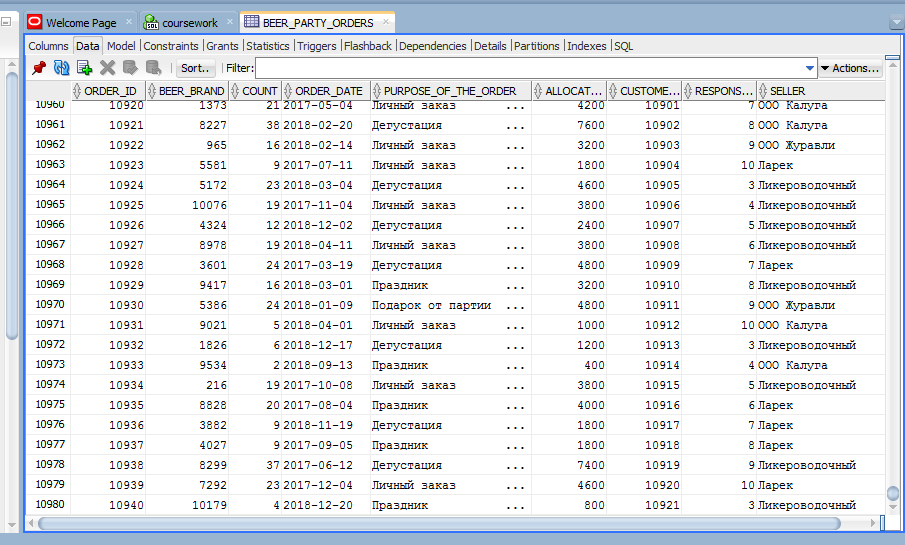 Welcome Page × coursework × BEER_PARTY_ORDERS ×
Columns Data Model Constraints Grants Statistics Triggers Flashback Dependencies Details Partitions Indexes SQL
Sort.. Filter: Actions...
ORDER_ID BEER_BRAND COUNT ORDER_DATE PURPOSE_OF_THE_ORDER ALLOCAT... CUSTOME... RESPONS... SELLER
10960 10920 1373 21 2017-05-04 Личный заказ ... 4200 10901 7 ООО Калуга
10961 10921 8227 38 2018-02-20 Дегустация ... 7600 10902 8 ООО Калуга
10962 10922 965 16 2018-02-14 Личный заказ ... 3200 10903 9 ООО Журавли
10963 10923 5581 9 2017-07-11 Личный заказ ... 1800 10904 10 Ларек
10964 10924 5172 23 2018-03-04 Дегустация ... 4600 10905 3 Ликероводочный
10965 10925 10076 19 2017-11-04 Личный заказ ... 3800 10906 4 Ликероводочный
10966 10926 4324 12 2018-12-02 Дегустация ... 2400 10907 5 Ликероводочный
10967 10927 8978 19 2018-04-11 Личный заказ ... 3800 10908 6 Ликероводочный
10968 10928 3601 24 2017-03-19 Дегустация ... 4800 10909 7 Ларек
10969 10929 9417 16 2018-03-01 Праздник ... 3200 10910 8 Ликероводочный
10970 10930 5386 24 2018-01-09 Подарок от партии ... 4800 10911 9 ООО Журавли
10971 10931 9021 5 2018-04-01 Личный заказ ... 1000 10912 10 ООО Калуга
10972 10932 1826 6 2018-12-17 Дегустация ... 1200 10913 3 Ликероводочный
10973 10933 9534 2 2018-09-13 Праздник ... 400 10914 4 ООО Калуга
10974 10934 216 19 2017-10-08 Личный заказ ... 3800 10915 5 Ликероводочный
10975 10935 8828 20 2017-08-04 Праздник ... 4000 10916 6 Ларек
10976 10936 3882 9 2018-11-19 Дегустация ... 1800 10917 7 Ларек
10977 10937 4027 9 2017-09-05 Праздник ... 1800 10918 8 Ларек
10978 10938 8299 37 2017-06-12 Дегустация ... 7400 10919 9 Ликероводочный
10979 10939 7292 23 2017-12-04 Личный заказ ... 4600 10920 10 Ларек
10980 10940 10179 4 2018-12-20 Праздник ... 800 10921 3 Ликероводочный